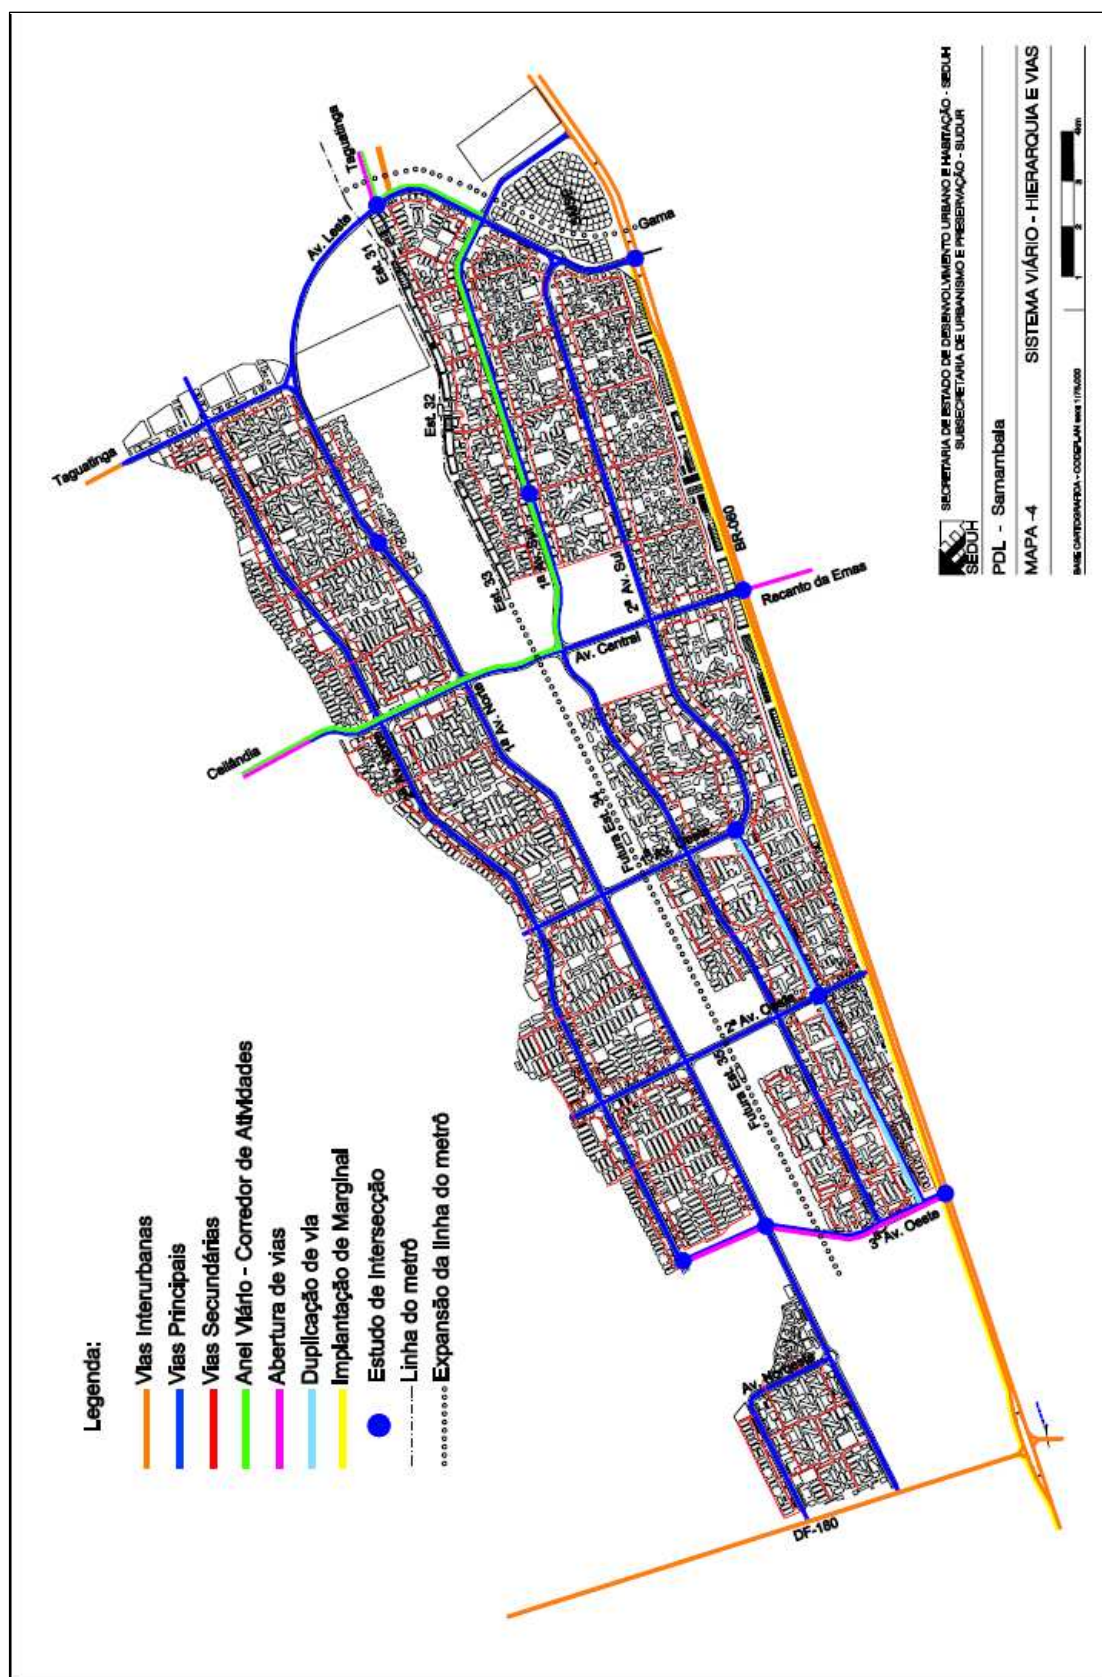 SECRETARIA DE ESTADO DE DESENVOLVIMENTO URBANO E HABITAÇÃO - SEDUH
SUBSECRETARIA DE URBANISMO E PRESERVAÇÃO - SUDUR
SEDUH
PDL - Samambaia
MAPA -4
SISTEMA VIÁRIO - HIERARQUIA E VIAS
1
2
3
4km
Legenda:
Vias Interurbanas
Vias Principais
Vias Secundárias
Anel Viário - Corredor de Atividades
Abertura de vias
Duplicação de via
Implantação de Marginal
Estudo de Intersecção
Linha do metrô
Expansão da linha do metrô
Taguatinga
Taguatinga
Av. Leste
Est. 31
Est. 32
Est. 33
Gama
BR-060
Recanto da Emas
2ª Av. Sul
Av. Central
1ª Av. Norte
Ceilândia
Futura Est. 34
2ª Av. Oeste
Futura Est. 35
3ª Av. Oeste
Av. Noroeste
DF-180